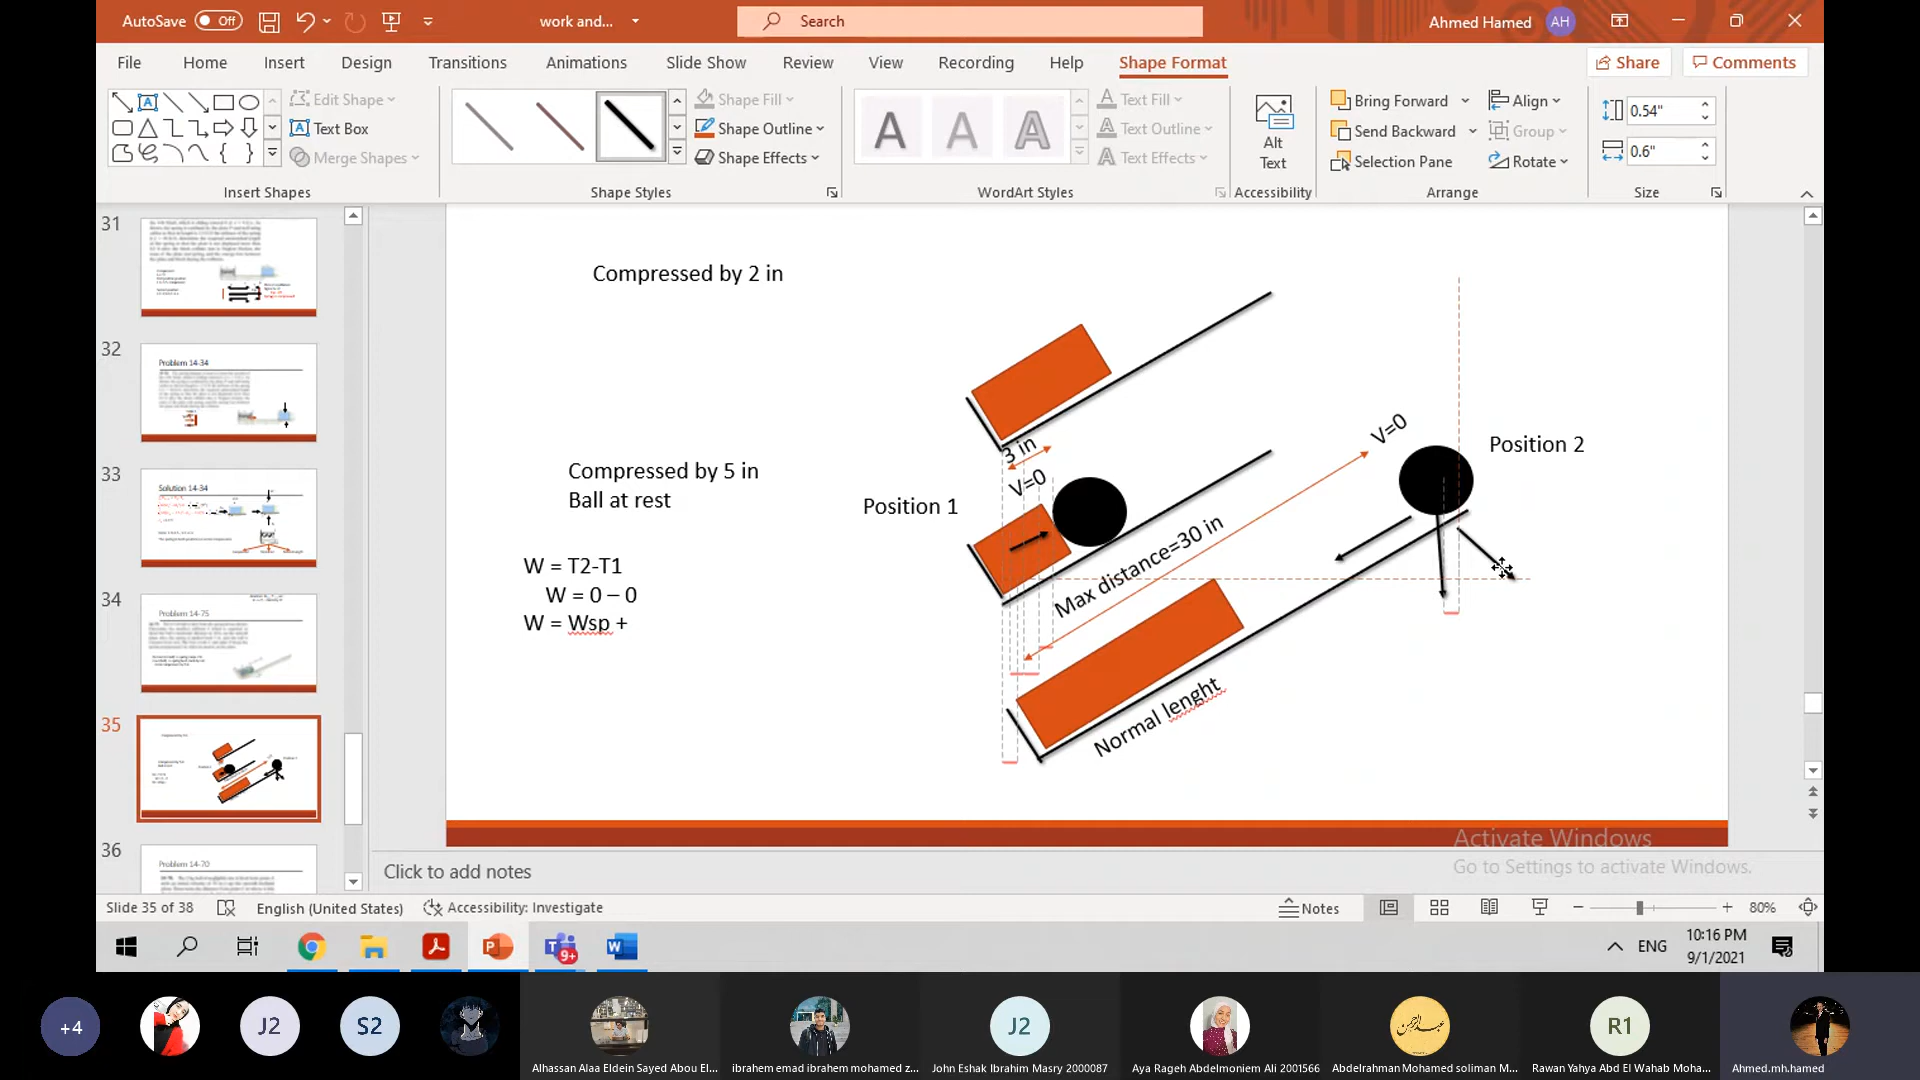 AutoSave Off work and... Search Ahmed Hamed AH
File Home Insert Design Transitions Animations Slide Show Review View Recording Help Shape Format Share Comments
Edit Shape
Text Box
Merge Shapes
Insert Shapes
Shape Fill
Shape Outline
Shape Effects
Shape Styles
A A A
Text Fill
Text Outline
Text Effects
WordArt Styles
Alt
Text
Accessibility
Bring Forward
Send Backward
Selection Pane
Align
Group
Rotate
Arrange
0.54"
0.6"
Size
31
32
Problem 14-34
33
Solution 14-34
34
Problem 14-75
35
36
Problem 14-70
Compressed by 2 in
Compressed by 5 in
Ball at rest
W = T2-T1
W = 0 – 0
W = Wsp +
3 in
V=0
Position 1
Max distance=30 in
V=0
Position 2
Normal lenght
Activate Windows
Go to Settings to activate Windows.
Click to add notes
Slide 35 of 38 English (United States) Accessibility: Investigate Notes 80%
9+
ENG
10:16 PM
9/1/2021
+4
J2
S2
J2
R1
Alhassan Alaa Eldein Sayed Abou El...
ibrahem emad ibrahem mohamed z...
John Eshak Ibrahim Masry 2000087
Aya Rageh Abdelmoniem Ali 2001566
Abdelrahman Mohamed soliman M...
Rawan Yahya Abd El Wahab Moha...
Ahmed.mh.hamed